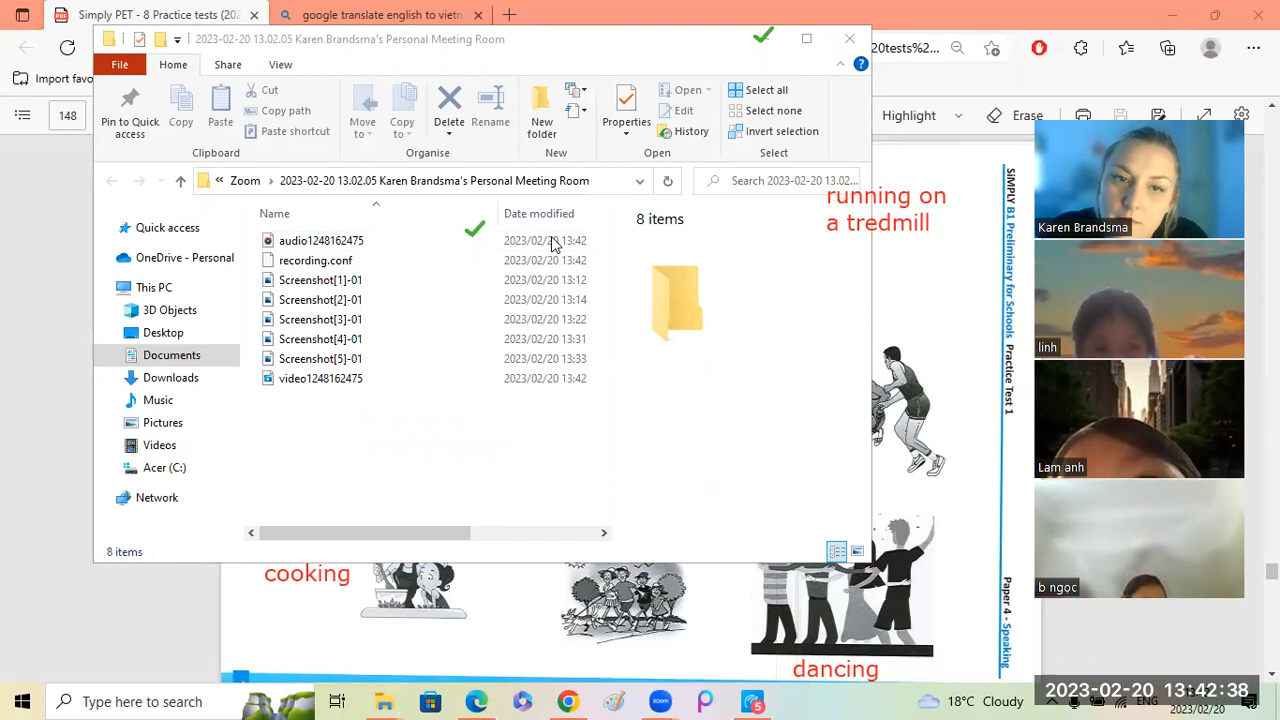 Simply PET - 8 Practice tests (20
google translate english to vietn
2023-02-20 13.02.05 Karen Brandsma's Personal Meeting Room
20tests%...
File
Home
Share
View
Import favor
148
Highlight
Erase
Pin to Quick access
Copy
Paste
Cut
Copy path
Paste shortcut
Move to
Copy to
Delete
Rename
New folder
Properties
Open
Edit
History
Select all
Select none
Invert selection
Clipboard
Organise
New
Open
Select
Zoom
2023-02-20 13.02.05 Karen Brandsma's Personal Meeting Room
Search 2023-02-20 13.02...
running on
a tredmill
Name
Date modified
8 items
Quick access
OneDrive - Personal
This PC
3D Objects
Desktop
Documents
Downloads
Music
Pictures
Videos
Acer (C:)
Network
audio1248162475 2023/02/20 13:42
recording.conf 2023/02/20 13:42
Screenshot[1]-01 2023/02/20 13:12
Screenshot[2]-01 2023/02/20 13:14
Screenshot[3]-01 2023/02/20 13:22
Screenshot[4]-01 2023/02/20 13:31
Screenshot[5]-01 2023/02/20 13:33
video1248162475 2023/02/20 13:42
8 items
SIMPLY B1 Preliminary for Schools Practice Test 1
Paper 4 - Speaking
Karen Brandsma
linh
Lam anh
b ngọc
cooking
dancing
Type here to search
zoom
5
18°C Cloudy
2023-02-20 13:42:38
2023/02/20